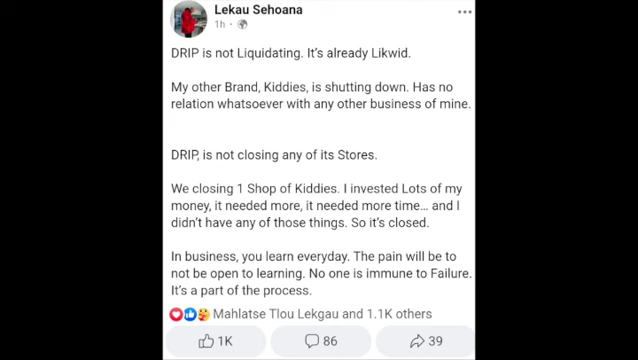 Lekau Sehoana
1h ·
DRIP is not Liquidating. It's already Likwid.
My other Brand, Kiddies, is shutting down. Has no
relation whatsoever with any other business of mine.
DRIP, is not closing any of its Stores.
We closing 1 Shop of Kiddies. I invested Lots of my
money, it needed more, it needed more time... and I
didn't have any of those things. So it's closed.
In business, you learn everyday. The pain will be to
not be open to learning. No one is immune to Failure.
It's a part of the process.
Mahlatse Tlou Lekgau and 1.1K others
1K 86 39